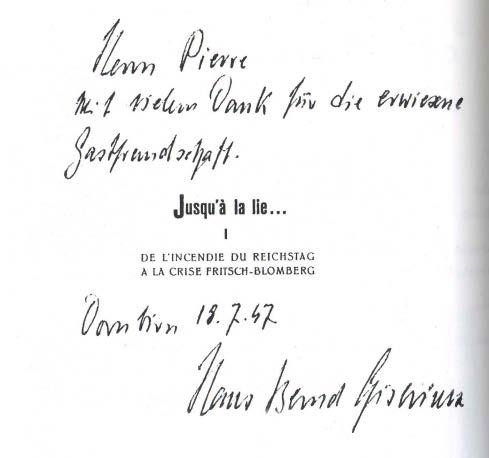 Herrn Pierre
mit vielem Dank für die erwiesene
Gastfreundschaft.
Jusqu'à la lie...
I
DE L'INCENDIE DU REICHSTAG
A LA CRISE FRITSCH-BLOMBERG
Dornbirn 18.7.47
Hans Bernd Gisevius